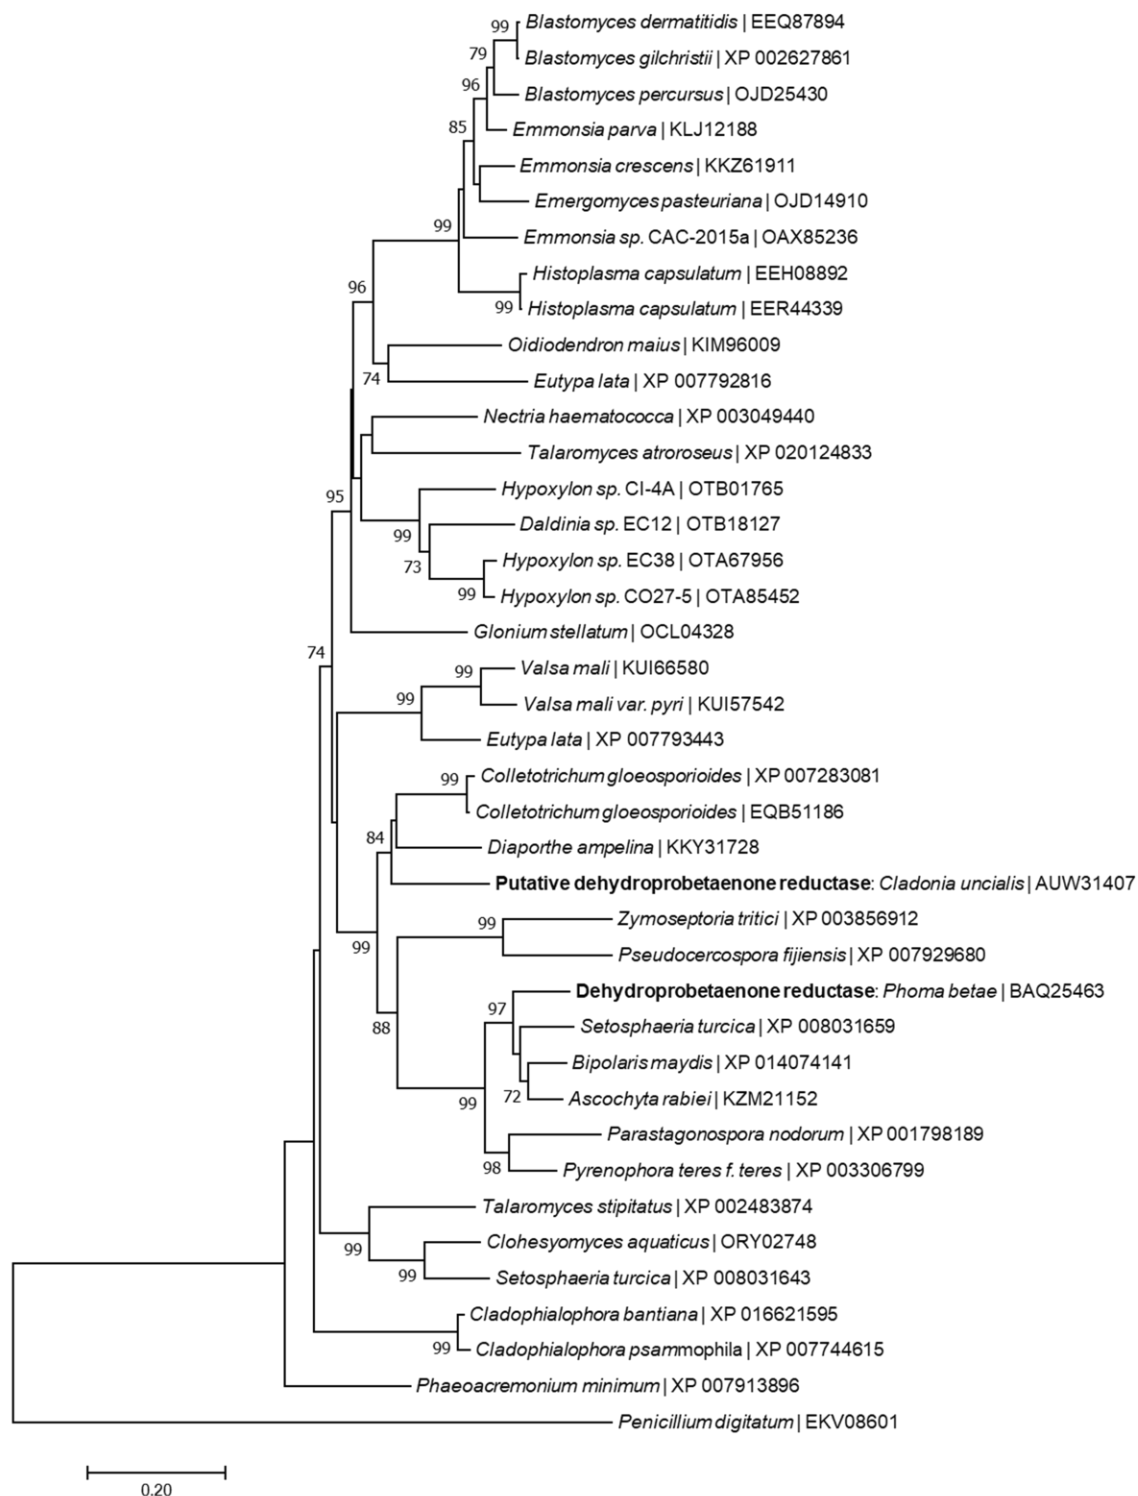 99 Blastomyces dermatitidis | EEQ87894
79 Blastomyces gilchristii | XP 002627861
96 Blastomyces percursus | OJD25430
85 Emmonsia parva | KLJ12188
Emmonsia crescens | KKZ61911
Emergomyces pasteuriana | OJD14910
99 Emmonsia sp. CAC-2015a | OAX85236
Histoplasma capsulatum | EEH08892
96 99 Histoplasma capsulatum | EER44339
Oidiodendron maius | KIM96009
74 Eutypa lata | XP 007792816
Nectria haematococca | XP 003049440
Talaromyces atroroseus | XP 020124833
95 Hypoxylon sp. CI-4A | OTB01765
99 Daldinia sp. EC12 | OTB18127
73 Hypoxylon sp. EC38 | OTA67956
99 Hypoxylon sp. CO27-5 | OTA85452
Glonium stellatum | OCL04328
74 99 Valsa mali | KUI66580
99 Valsa mali var. pyri | KUI57542
Eutypa lata | XP 007793443
99 Colletotrichum gloeosporioides | XP 007283081
Colletotrichum gloeosporioides | EQB51186
84 Diaporthe ampelina | KKY31728
Putative dehydroprobetaenone reductase: Cladonia uncialis | AUW31407
99 Zymoseptoria tritici | XP 003856912
99 Pseudocercospora fijiensis | XP 007929680
Dehydroprobetaenone reductase: Phoma betae | BAQ25463
97 Setosphaeria turcica | XP 008031659
88 Bipolaris maydis | XP 014074141
99 72 Ascochyta rabiei | KZM21152
Parastagonospora nodorum | XP 001798189
98 Pyrenophora teres f. teres | XP 003306799
Talaromyces stipitatus | XP 002483874
99 Clohesyomyces aquaticus | ORY02748
99 Setosphaeria turcica | XP 008031643
Cladophialophora bantiana | XP 016621595
99 Cladophialophora psammophila | XP 007744615
Phaeoacremonium minimum | XP 007913896
Penicillium digitatum | EKV08601
0.20